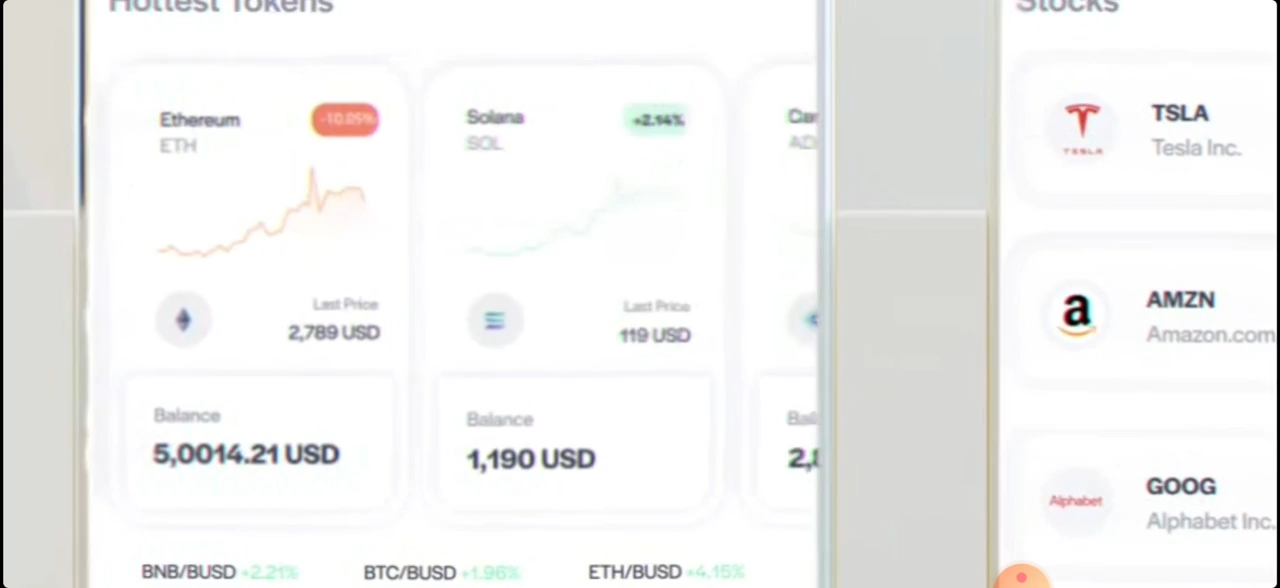 Hottest Tokens
Ethereum
-10.05%
ETH
Last Price
2,789 USD
Balance
5,0014.21 USD
Solana
+2.14%
SOL
Last Price
119 USD
Balance
1,190 USD
BNB/BUSD +2.21%
BTC/BUSD +1.96%
ETH/BUSD +4.15%
Stocks
TESLA
TSLA
Tesla Inc.
a
AMZN
Amazon.com
Alphabet
GOOG
Alphabet Inc.